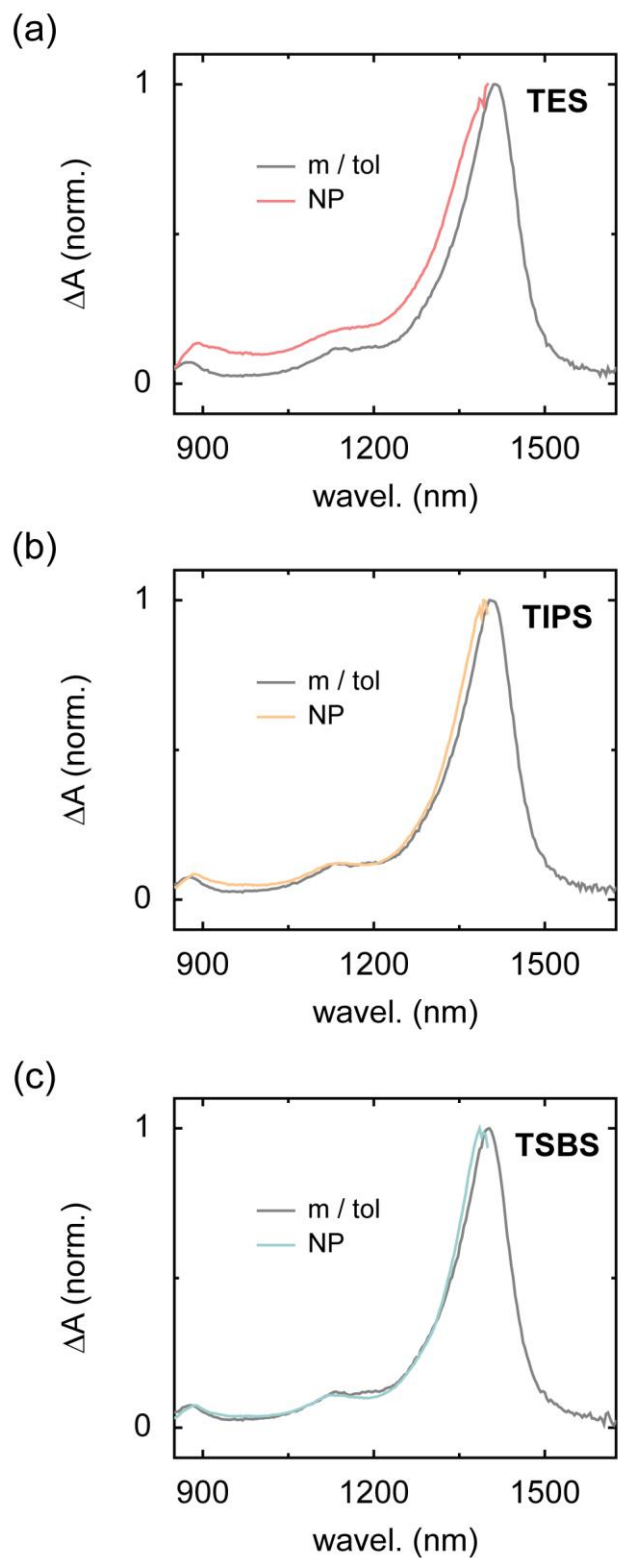 (a)
1
TES
m / tol
NP
ΔA (norm.)
0
900 1200 1500
wavel. (nm)
(b)
1
TIPS
m / tol
NP
ΔA (norm.)
0
900 1200 1500
wavel. (nm)
(c)
1
TSBS
m / tol
NP
ΔA (norm.)
0
900 1200 1500
wavel. (nm)